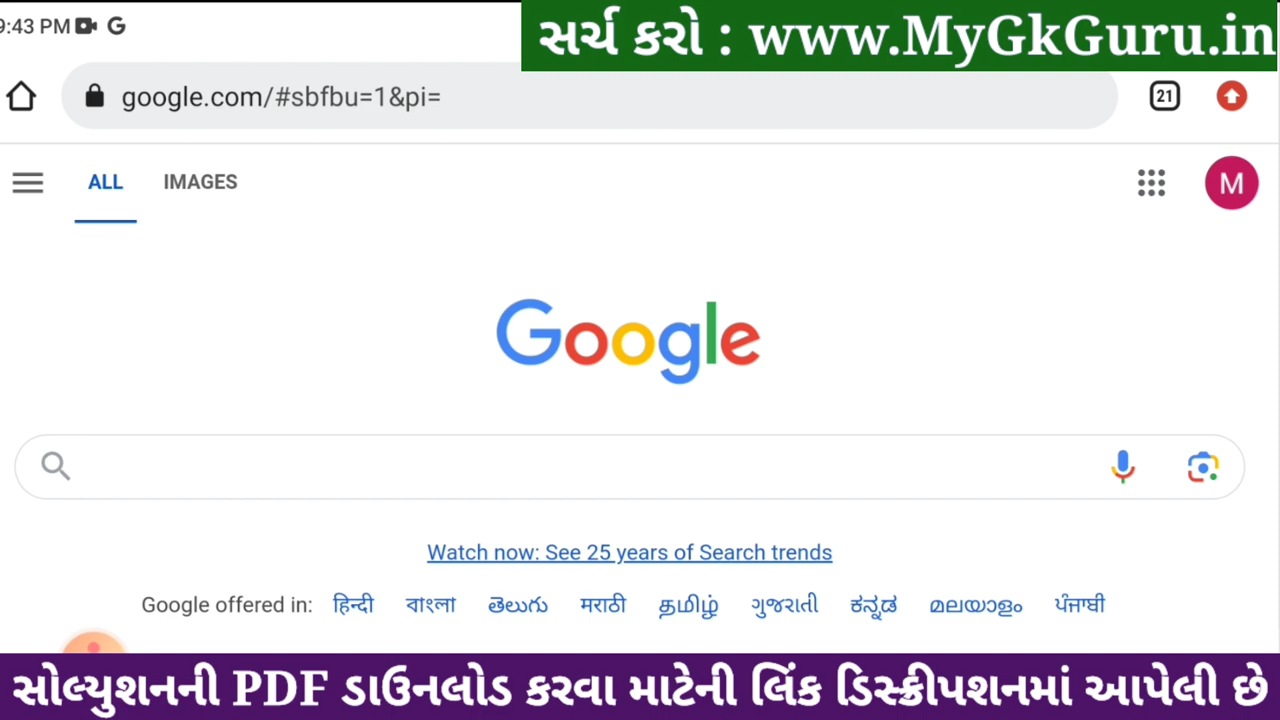 9:43 PM G
સર્ચ કરો : www.MyGkGuru.in
google.com/#sbfbu=1&pi=
21
ALL IMAGES
M
Google
Watch now: See 25 years of Search trends
Google offered in: हिन्दी বাংলা తెలుగు मराठी தமிழ் ગુજરાતી ಕನ್ನಡ മലയാളം ਪੰਜਾਬੀ
સોલ્યુશનની PDF ડાઉનલોડ કરવા માટેની લિંક ડિસ્ક્રીપશનમાં આપેલી છે